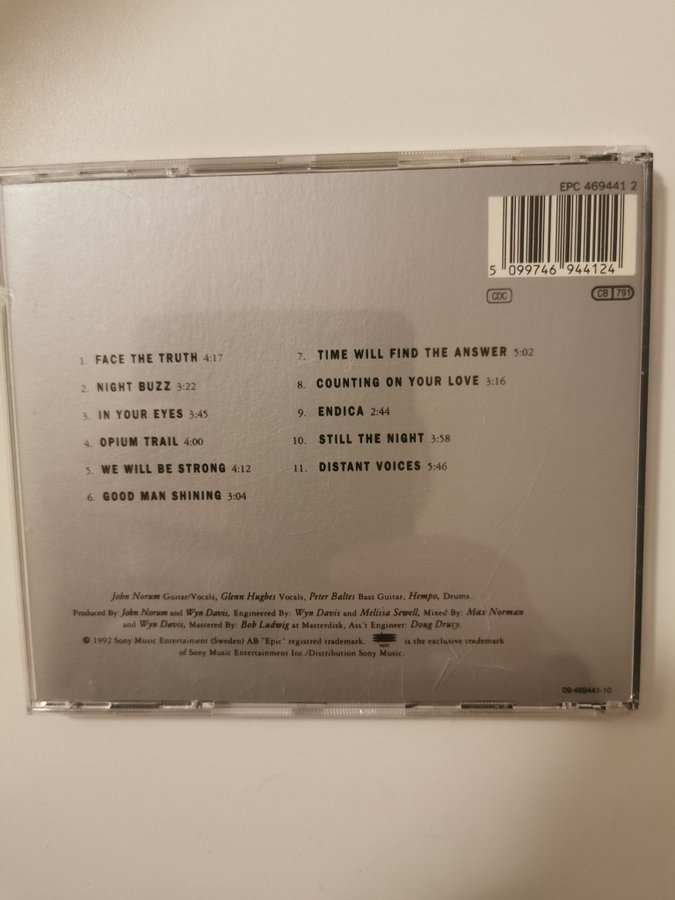 EPC 469441 2
5 099746 944124
CDC
CB 791
1. FACE THE TRUTH 4:17
2. NIGHT BUZZ 3:22
3. IN YOUR EYES 3:45
4. OPIUM TRAIL 4:00
5. WE WILL BE STRONG 4:12
6. GOOD MAN SHINING 3:04
7. TIME WILL FIND THE ANSWER 5:02
8. COUNTING ON YOUR LOVE 3:16
9. ENDICA 2:44
10. STILL THE NIGHT 3:58
11. DISTANT VOICES 5:46
John Norum Guitar/Vocals, Glenn Hughes Vocals, Peter Baltes Bass Guitar, Hempo, Drums.
Produced By: John Norum and Wyn Davis, Engineered By: Wyn Davis and Melissa Sewell, Mixed By: Max Norman
and Wyn Davis, Mastered By: Bob Ludwig at Masterdisk, Ass't Engineer: Doug Drury.
© 1992 Sony Music Entertaiment (Sweden) AB "Epic" registred trademark. epic is the exclusive trademark
of Sony Music Entertainment Inc./Distribution Sony Music.
09-469441-10